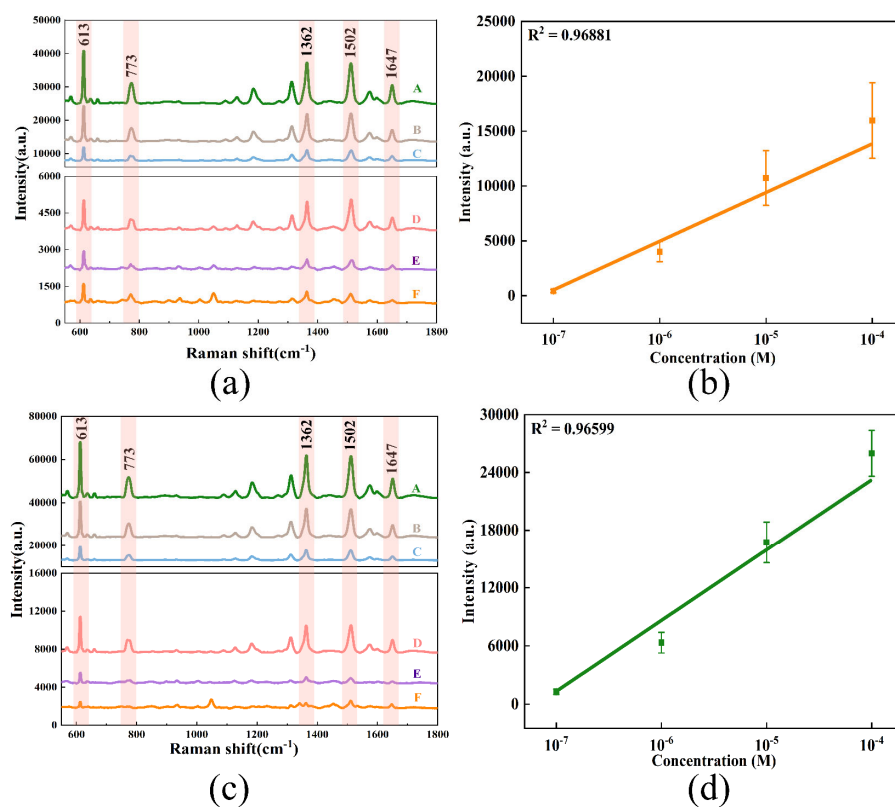 50000
40000
30000
20000
10000
6000
4500
3000
1500
0
Intensity(a.u.)
613
773
1362
1502
1647
A
B
C
D
E
F
600 800 1000 1200 1400 1600 1800
Raman shift(cm⁻¹)
(a)
R² = 0.96881
25000
20000
15000
10000
5000
0
Intensity (a.u.)
10⁻⁷ 10⁻⁶ 10⁻⁵ 10⁻⁴
Concentration (M)
(b)
80000
60000
40000
20000
16000
12000
8000
4000
0
Intensity(a.u.)
613
773
1362
1502
1647
A
B
C
D
E
F
600 800 1000 1200 1400 1600 1800
Raman shift(cm⁻¹)
(c)
R² = 0.96599
30000
24000
18000
12000
6000
0
Intensity (a.u.)
10⁻⁷ 10⁻⁶ 10⁻⁵ 10⁻⁴
Concentration (M)
(d)